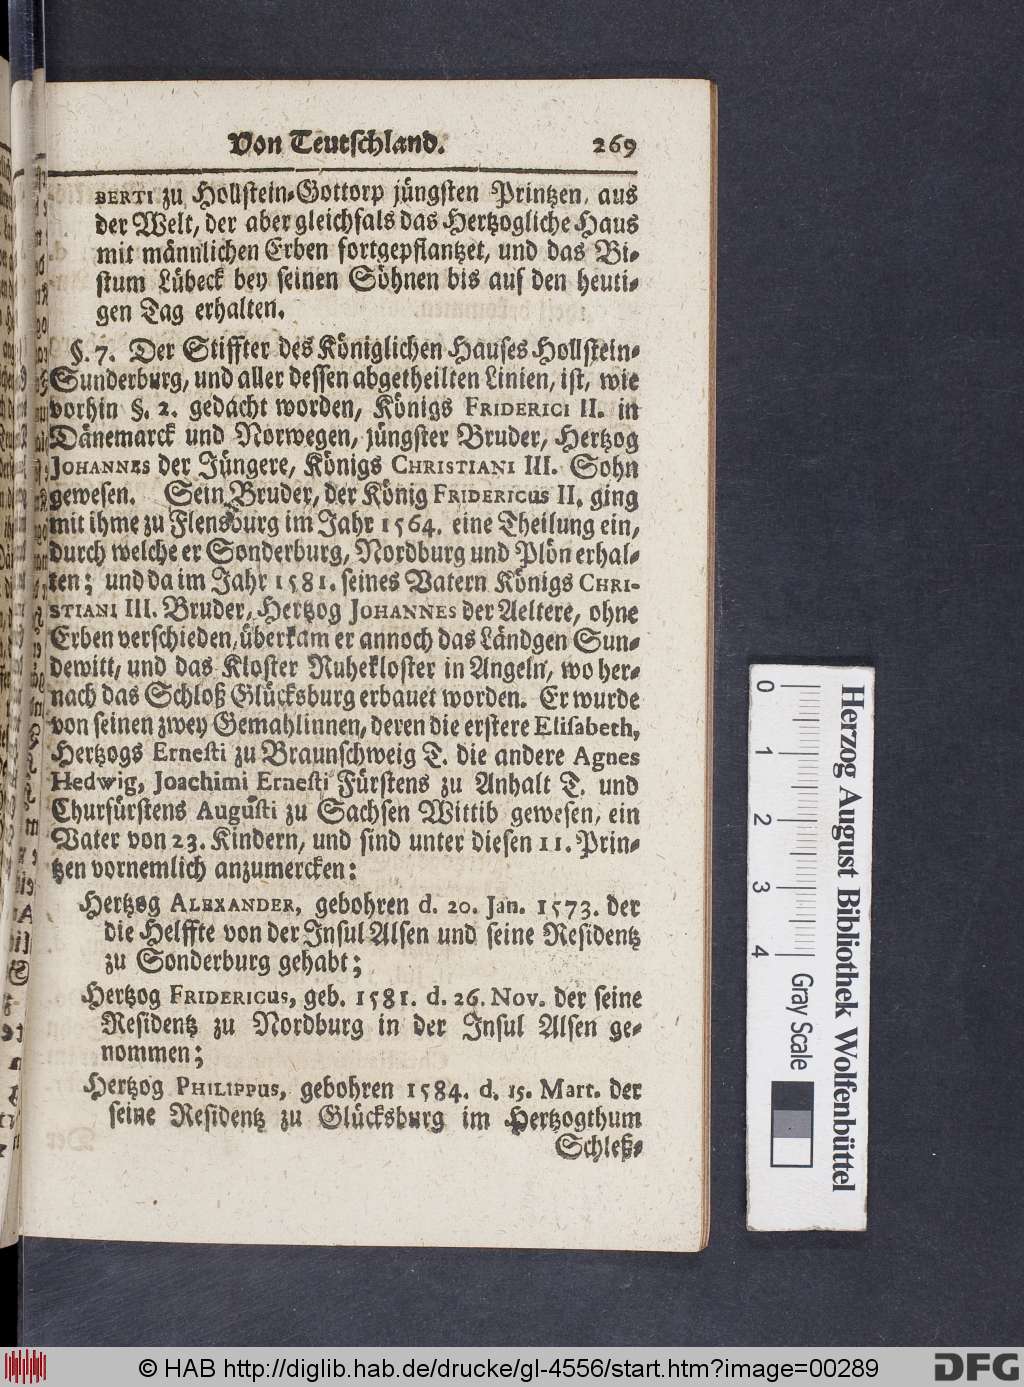 Von Teutschland. 269
BERTI zu Hollstein-Gottorp jüngsten Printzen, aus
der Welt, der aber gleichfals das Hertzogliche Haus
mit männlichen Erben fortgepflantzet, und das Bi-
stum Lübeck bey seinen Söhnen bis auf den heuti-
gen Tag erhalten.
§. 7. Der Stiffter des Königlichen Hauses Hollstein-
Sunderburg, und aller dessen abgetheilten Linien, ist, wie
vorhin §. 2. gedacht worden, Königs FRIDERICI II. in
Dänemarck und Norwegen, jüngster Bruder, Hertzog
JOHANNES der Jüngere, Königs CHRISTIANI III. Sohn
gewesen. Sein Bruder, der König FRIDERICUS II. ging
mit ihme zu Flensburg im Jahr 1564. eine Theilung ein,
durch welche er Sonderburg, Nordburg und Plön erhal-
ten; und da im Jahr 1581. seines Vatern Königs CHRI-
STIANI III. Bruder, Hertzog JOHANNES der Aeltere, ohne
Erben verschieden, überkam er annoch das Ländgen Sun-
dewitt, und das Kloster Ruhekloster in Angeln, wo her-
nach das Schloß Glücksburg erbauet worden. Er wurde
von seinen zwey Gemahlinnen, deren die erstere Elisabeth,
Hertzogs Ernesti zu Braunschweig T. die andere Agnes
Hedwig, Joachimi Ernesti Fürstens zu Anhalt T. und
Churfürstens Augusti zu Sachsen Wittib gewesen, ein
Vater von 23. Kindern, und sind unter diesen 11. Prin-
tzen vornemlich anzumercken:
Hertzog ALEXANDER, gebohren d. 20. Jan. 1573. der
die Helffte von der Insul Alsen und seine Residentz
zu Sonderburg gehabt;
Hertzog FRIDERICUS, geb. 1581. d. 26. Nov. der seine
Residentz zu Nordburg in der Insul Alsen ge-
nommen;
Hertzog PHILIPPUS, gebohren 1584. d. 15. Mart. der
seine Residentz zu Glücksburg im Hertzogthum
Schleß-
0 1 2 3 4 Gray Scale
Herzog August Bibliothek Wolfenbüttel
© HAB http://diglib.hab.de/drucke/gl-4556/start.htm?image=00289
DFG